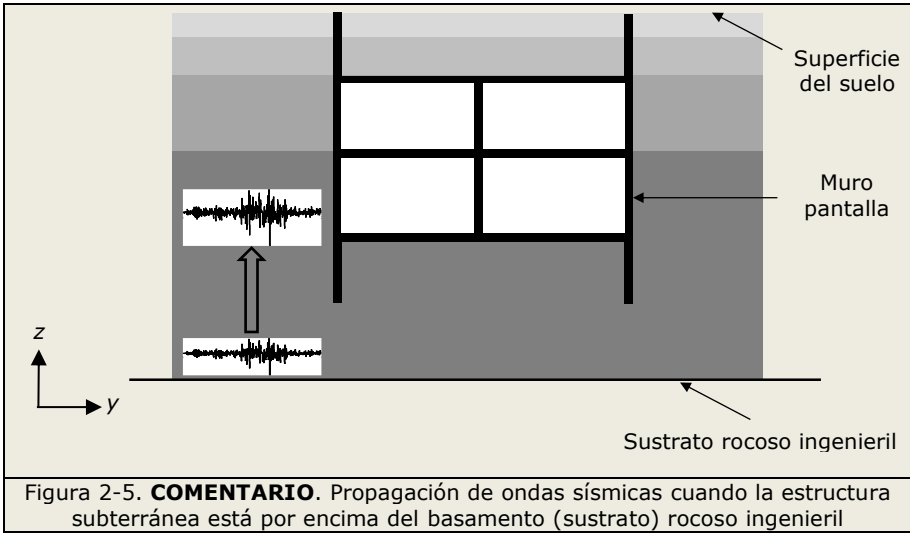 Superficie
del suelo
Muro
pantalla
z
y
Sustrato rocoso ingenieril
Figura 2-5. COMENTARIO. Propagación de ondas sísmicas cuando la estructura
subterránea está por encima del basamento (sustrato) rocoso ingenieril